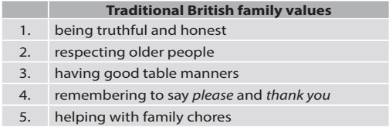 Traditional British family values
1. being truthful and honest
2. respecting older people
3. having good table manners
4. remembering to say please and thank you
5. helping with family chores